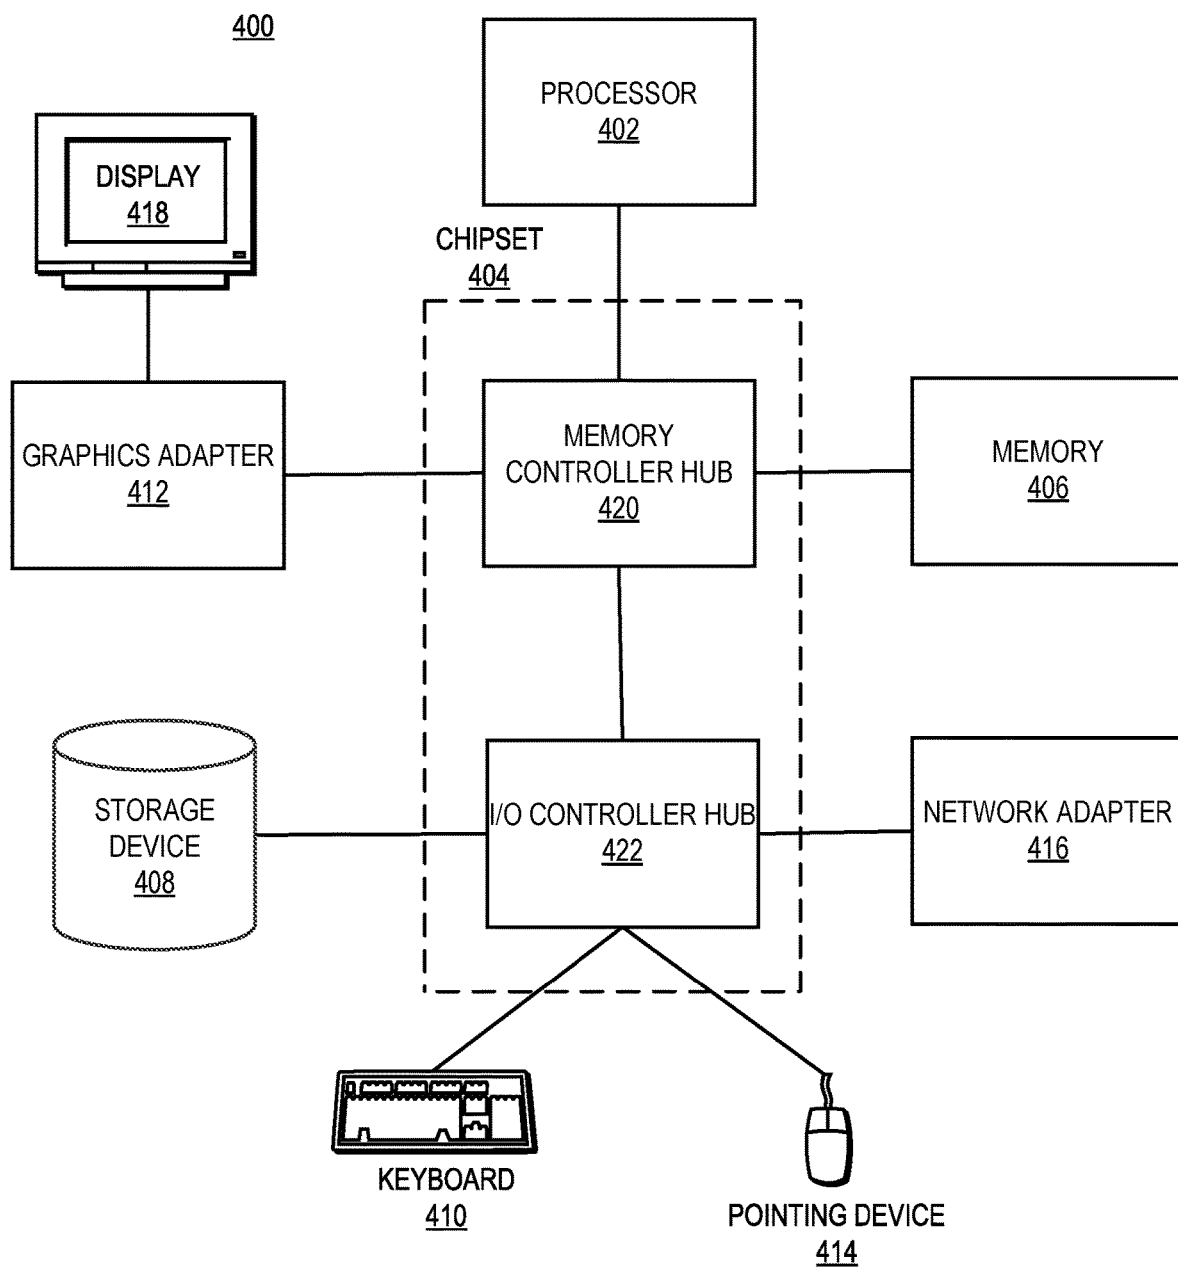 400
PROCESSOR
402
DISPLAY
418
CHIPSET
404
GRAPHICS ADAPTER
412
MEMORY
CONTROLLER HUB
420
MEMORY
406
STORAGE
DEVICE
408
I/O CONTROLLER HUB
422
NETWORK ADAPTER
416
KEYBOARD
410
POINTING DEVICE
414